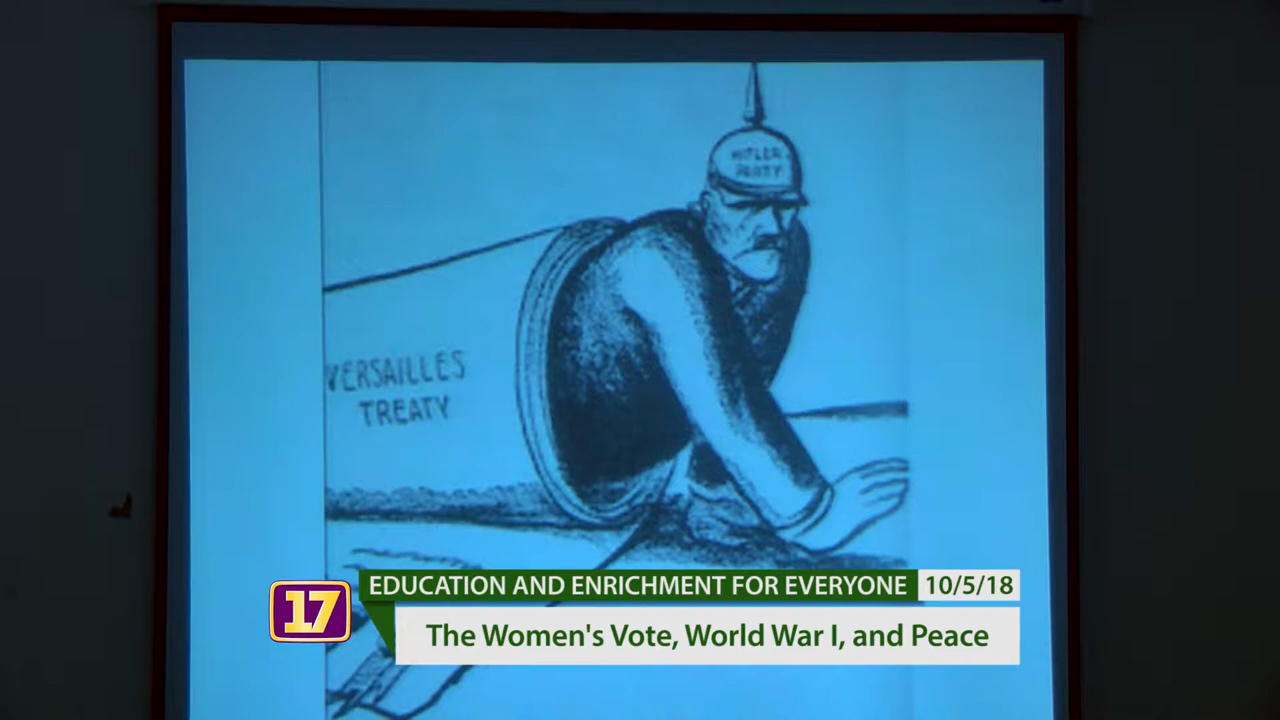 HITLER
PARTY
VERSAILLES
TREATY
17
EDUCATION AND ENRICHMENT FOR EVERYONE 10/5/18
The Women's Vote, World War I, and Peace